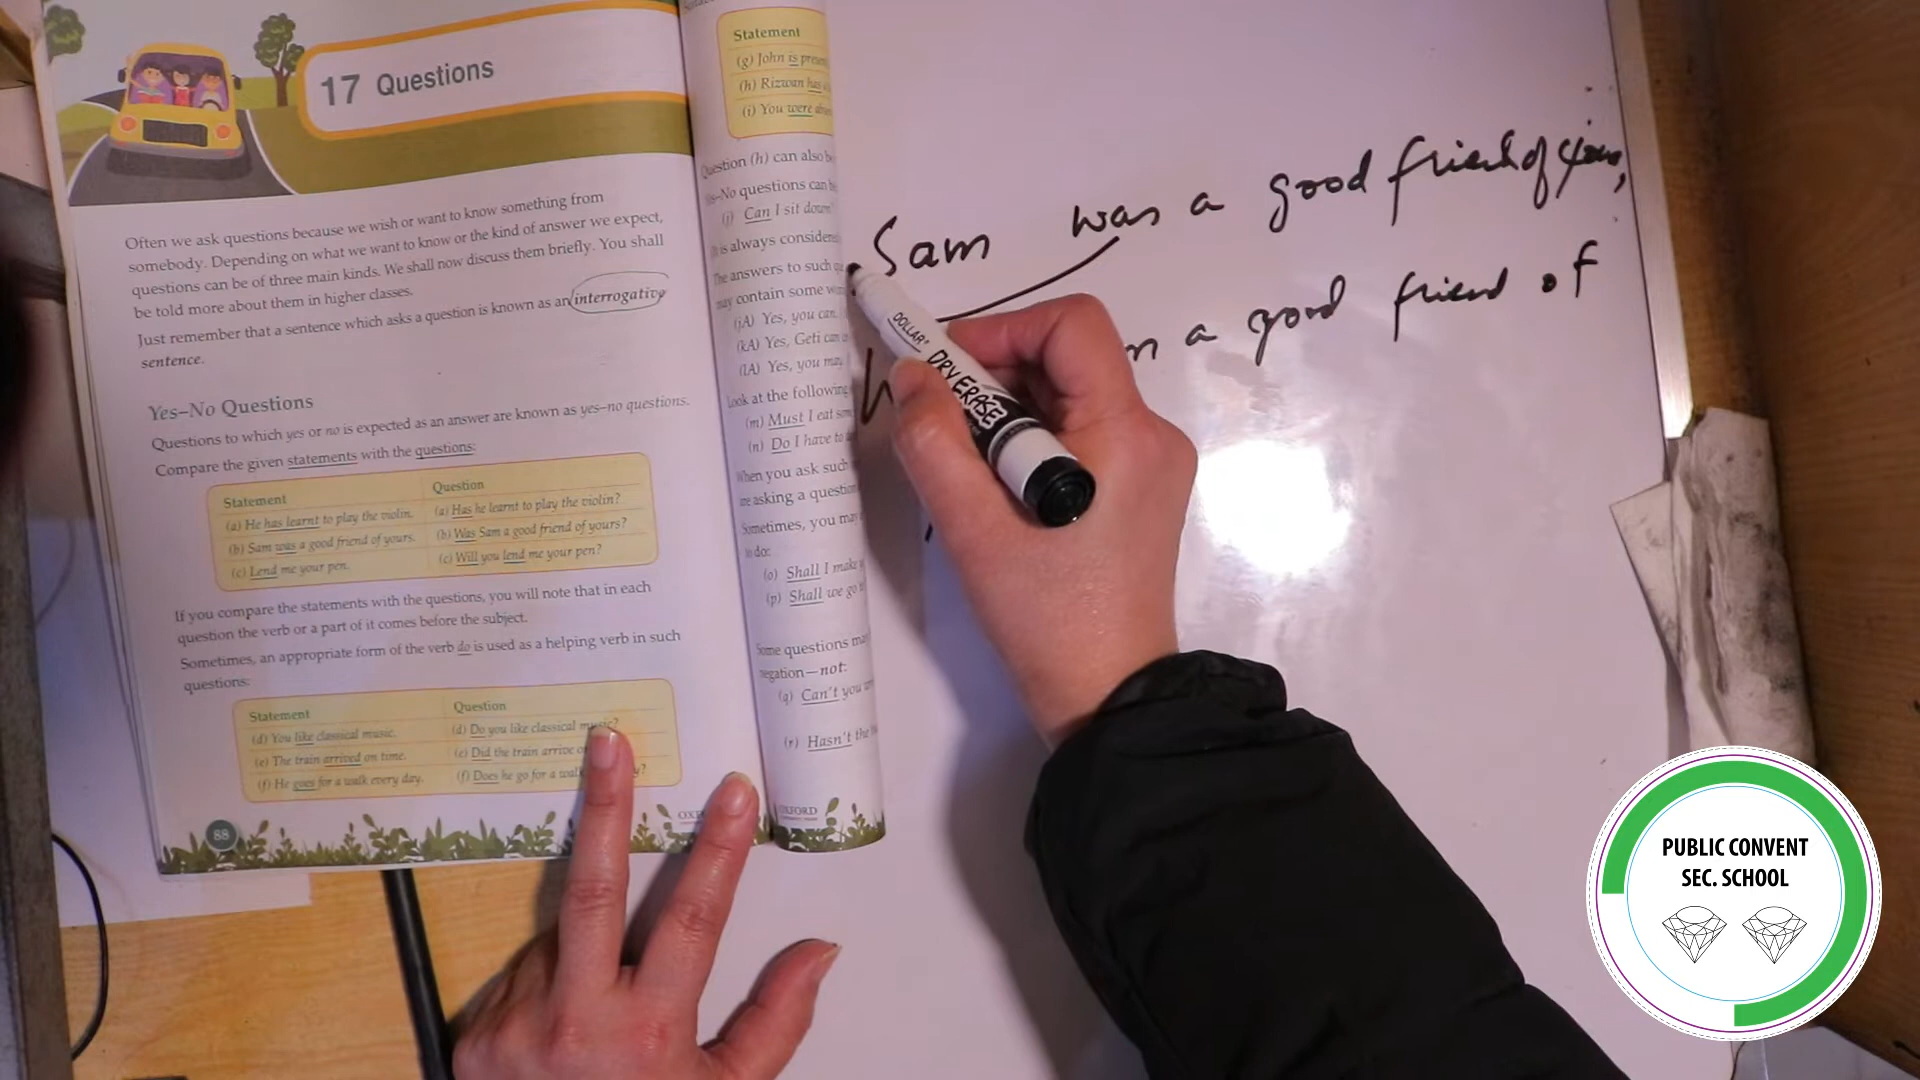 17 Questions
Often we ask questions because we wish or want to know something from
somebody. Depending on what we want to know or the kind of answer we expect,
questions can be of three main kinds. We shall now discuss them briefly. You shall
be told more about them in higher classes.
Just remember that a sentence which asks a question is known as an interrogative
sentence.
Yes–No Questions
Questions to which yes or no is expected as an answer are known as yes–no questions.
Compare the given statements with the questions:
Statement Question
(a) He has learnt to play the violin. (a) Has he learnt to play the violin?
(b) Sam was a good friend of yours. (b) Was Sam a good friend of yours?
(c) Lend me your pen. (c) Will you lend me your pen?
If you compare the statements with the questions, you will note that in each
question the verb or a part of it comes before the subject.
Sometimes, an appropriate form of the verb do is used as a helping verb in such
questions:
Statement Question
(d) You like classical music. (d) Do you like classical music?
(e) The train arrived on time. (e) Did the train arrive
(f) He goes for a walk every day. (f) Does he go for a walk
88
Statement
(g) John is
(h) Rizwan has
(i) You were
Question (h) can also
Yes–No questions can
(j) Can I sit down
It is always
The answers to such
may contain some
(jA) Yes, you can.
(kA) Yes, Geti can
(lA) Yes, you may
Look at the following
(m) Must I eat
(n) Do I have to
When you ask such
are asking a question
Sometimes, you may
to do:
(o) Shall I make
(p) Shall we go
Some questions may
negation—not:
(q) Can't you
(r) Hasn't the
OXFORD
Sam was a good friend of
a good friend of
DOLLAR
DRY ERASE
PUBLIC CONVENT
SEC. SCHOOL